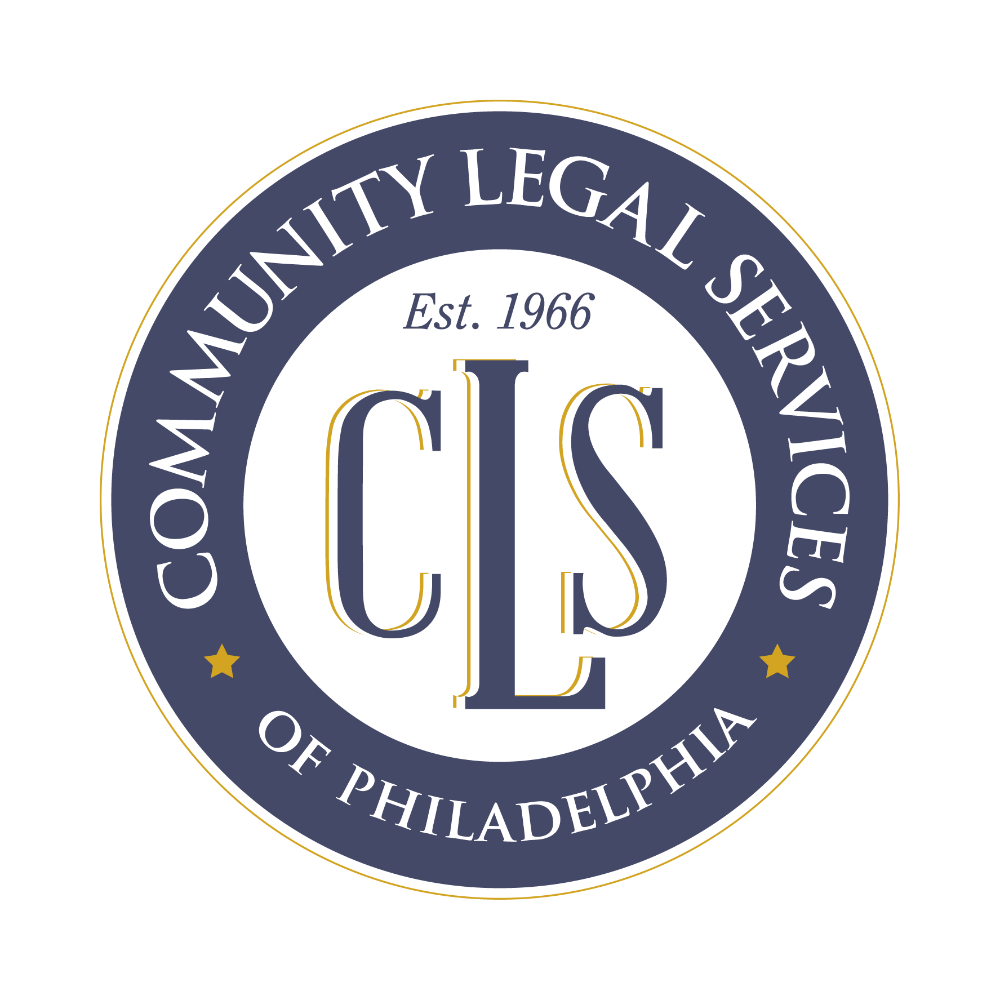 COMMUNITY LEGAL SERVICES
Est. 1966
CLS
OF PHILADELPHIA